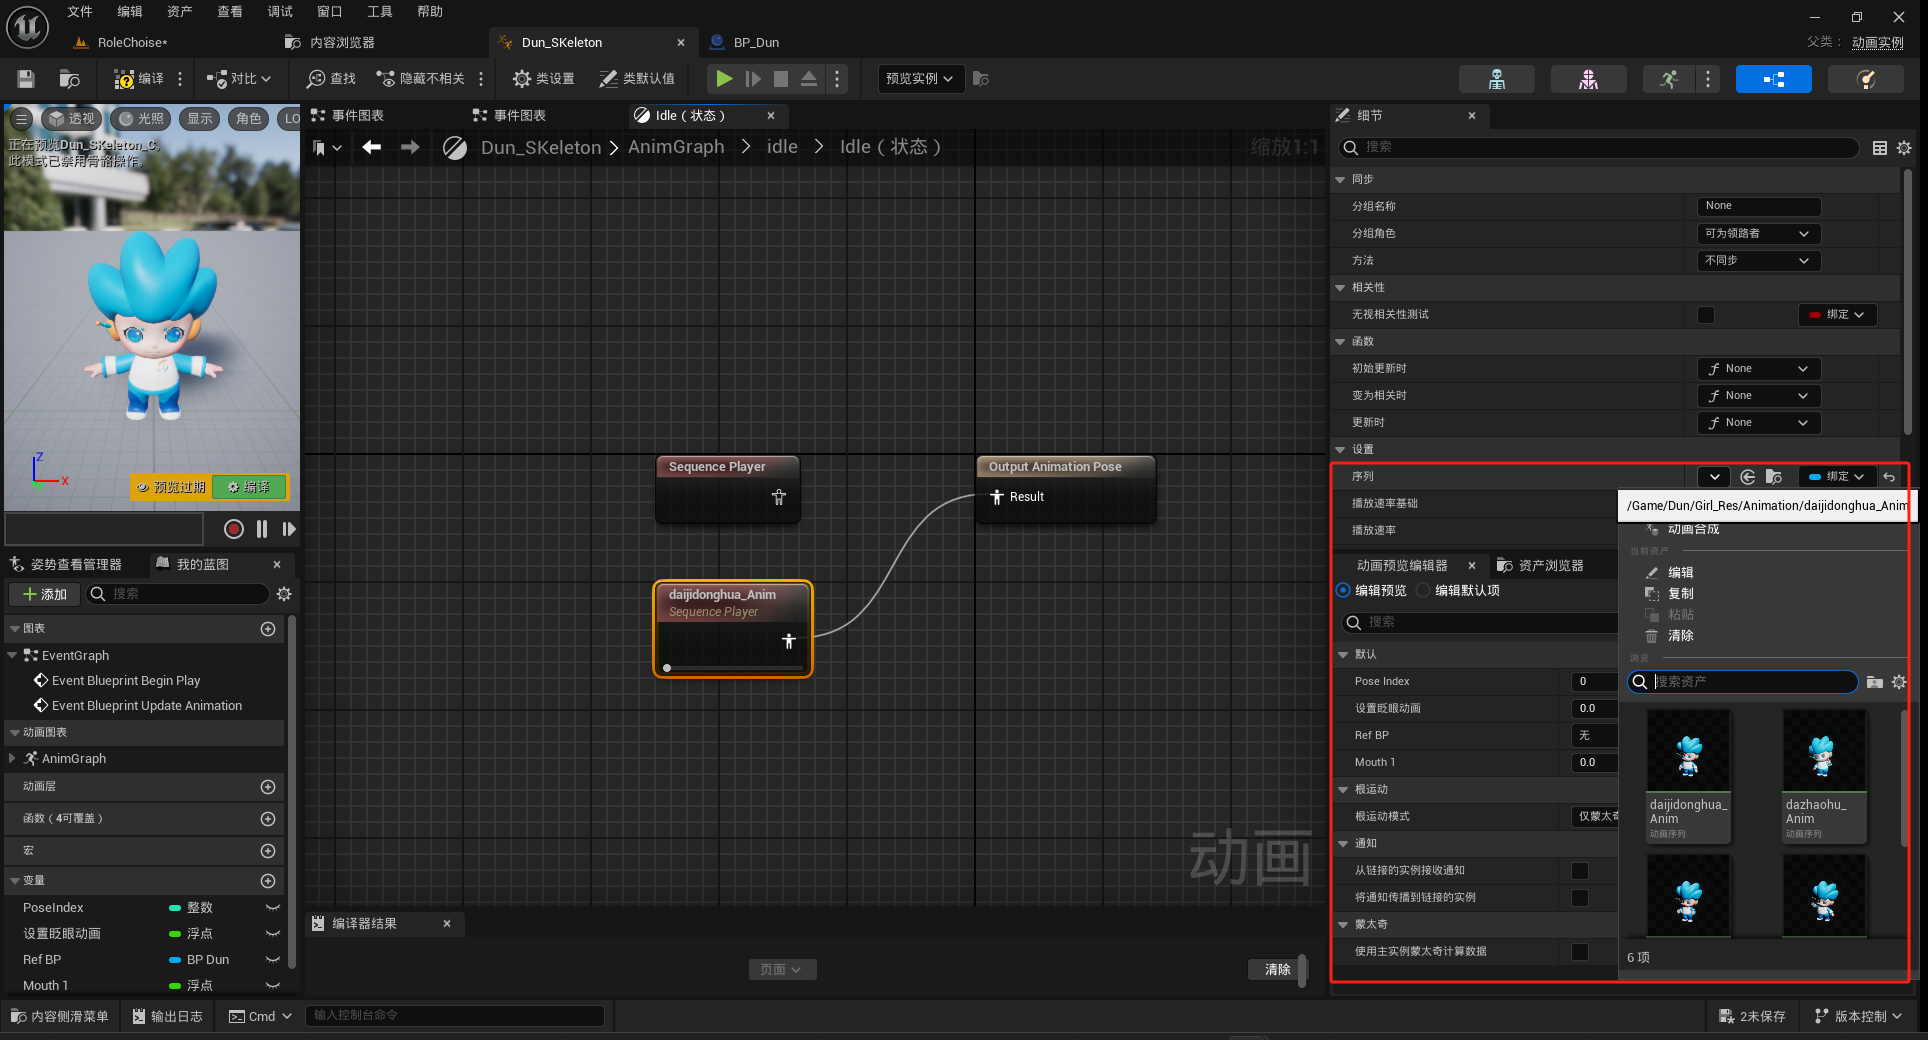 文件 编辑 资产 查看 调试 窗口 工具 帮助
RoleChoise*
内容浏览器
Dun_SKeleton
BP_Dun
父类： 动画实例
编译
对比
查找
隐藏不相关
类设置
类默认值
预览实例
透视
光照
显示
角色
LO
正在预览Dun_SKeleton_C。
此模式已禁用骨骼操作。
Z
X
预览过期
编译
事件图表
事件图表
Idle（状态）
Dun_SKeleton
AnimGraph
idle
Idle（状态）
缩放1:1
Sequence Player
Output Animation Pose
Result
daijidonghua_Anim
Sequence Player
动画
姿势查看管理器
我的蓝图
添加
搜索
图表
EventGraph
Event Blueprint Begin Play
Event Blueprint Update Animation
动画图表
AnimGraph
动画层
函数（4可覆盖）
宏
变量
PoseIndex 整数
设置眨眼动画 浮点
Ref BP BP Dun
Mouth 1 浮点
编译器结果
页面
清除
细节
搜索
同步
分组名称 None
分组角色 可为领路者
方法 不同步
相关性
无视相关性测试 绑定
函数
初始更新时 None
变为相关时 None
更新时 None
设置
序列 绑定
播放速率基础
播放速率
/Game/Dun/Girl_Res/Animation/daijidonghua_Anim
动画合成
当前资产
编辑
复制
粘贴
清除
浏览
搜索资产
daijidonghua_
Anim
动画序列
dazhaohu_
Anim
动画序列
6 项
动画预览编辑器
资产浏览器
编辑预览 编辑默认项
搜索
默认
Pose Index 0
设置眨眼动画 0.0
Ref BP 无
Mouth 1 0.0
根运动
根运动模式 仅蒙太奇
通知
从链接的实例接收通知
将通知传播到链接的实例
蒙太奇
使用主实例蒙太奇计算数据
内容侧滑菜单
输出日志
Cmd
输入控制台命令
2未保存
版本控制